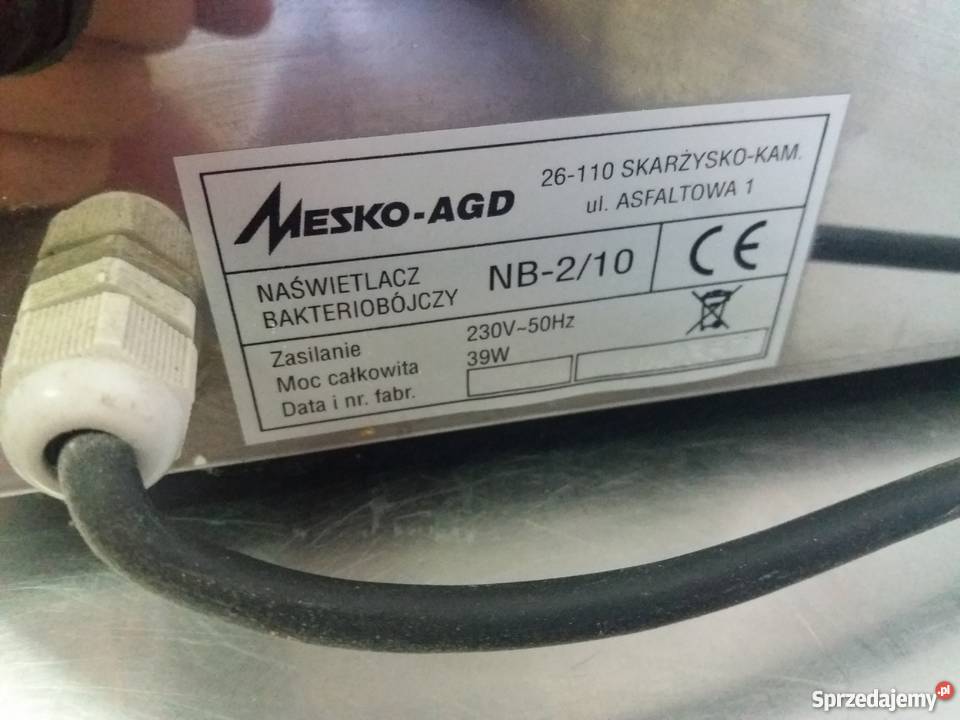 MESKO-AGD
26-110 SKARŻYSKO-KAM.
ul. ASFALTOWA 1
NAŚWIETLACZ
BAKTERIOBÓJCZY
NB-2/10
CE
Zasilanie 230V~50Hz
Moc całkowita 39W
Data i nr. fabr.
Sprzedajemy.pl